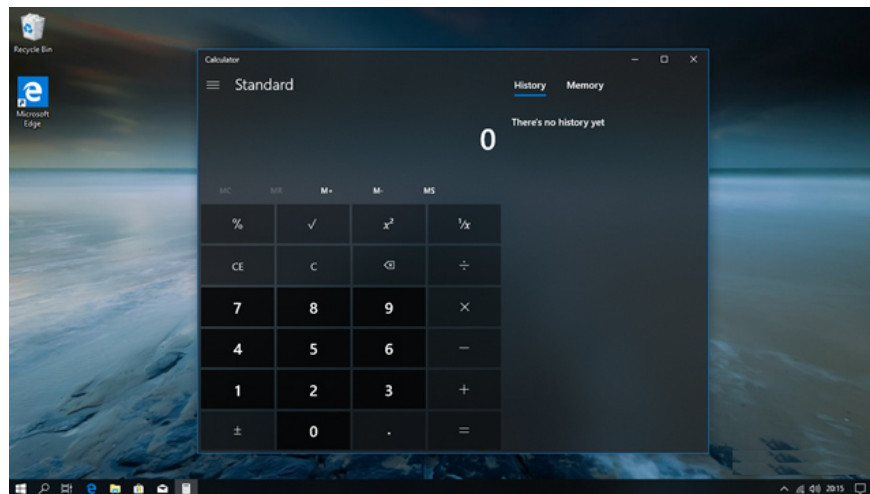 Recycle Bin
Microsoft
Edge
Calculator
Standard
History Memory
There's no history yet
0
MC MR M+ M- MS
% √ x² ¹/x
CE C ÷
7 8 9 ×
4 5 6 −
1 2 3 +
± 0 . =
20:15